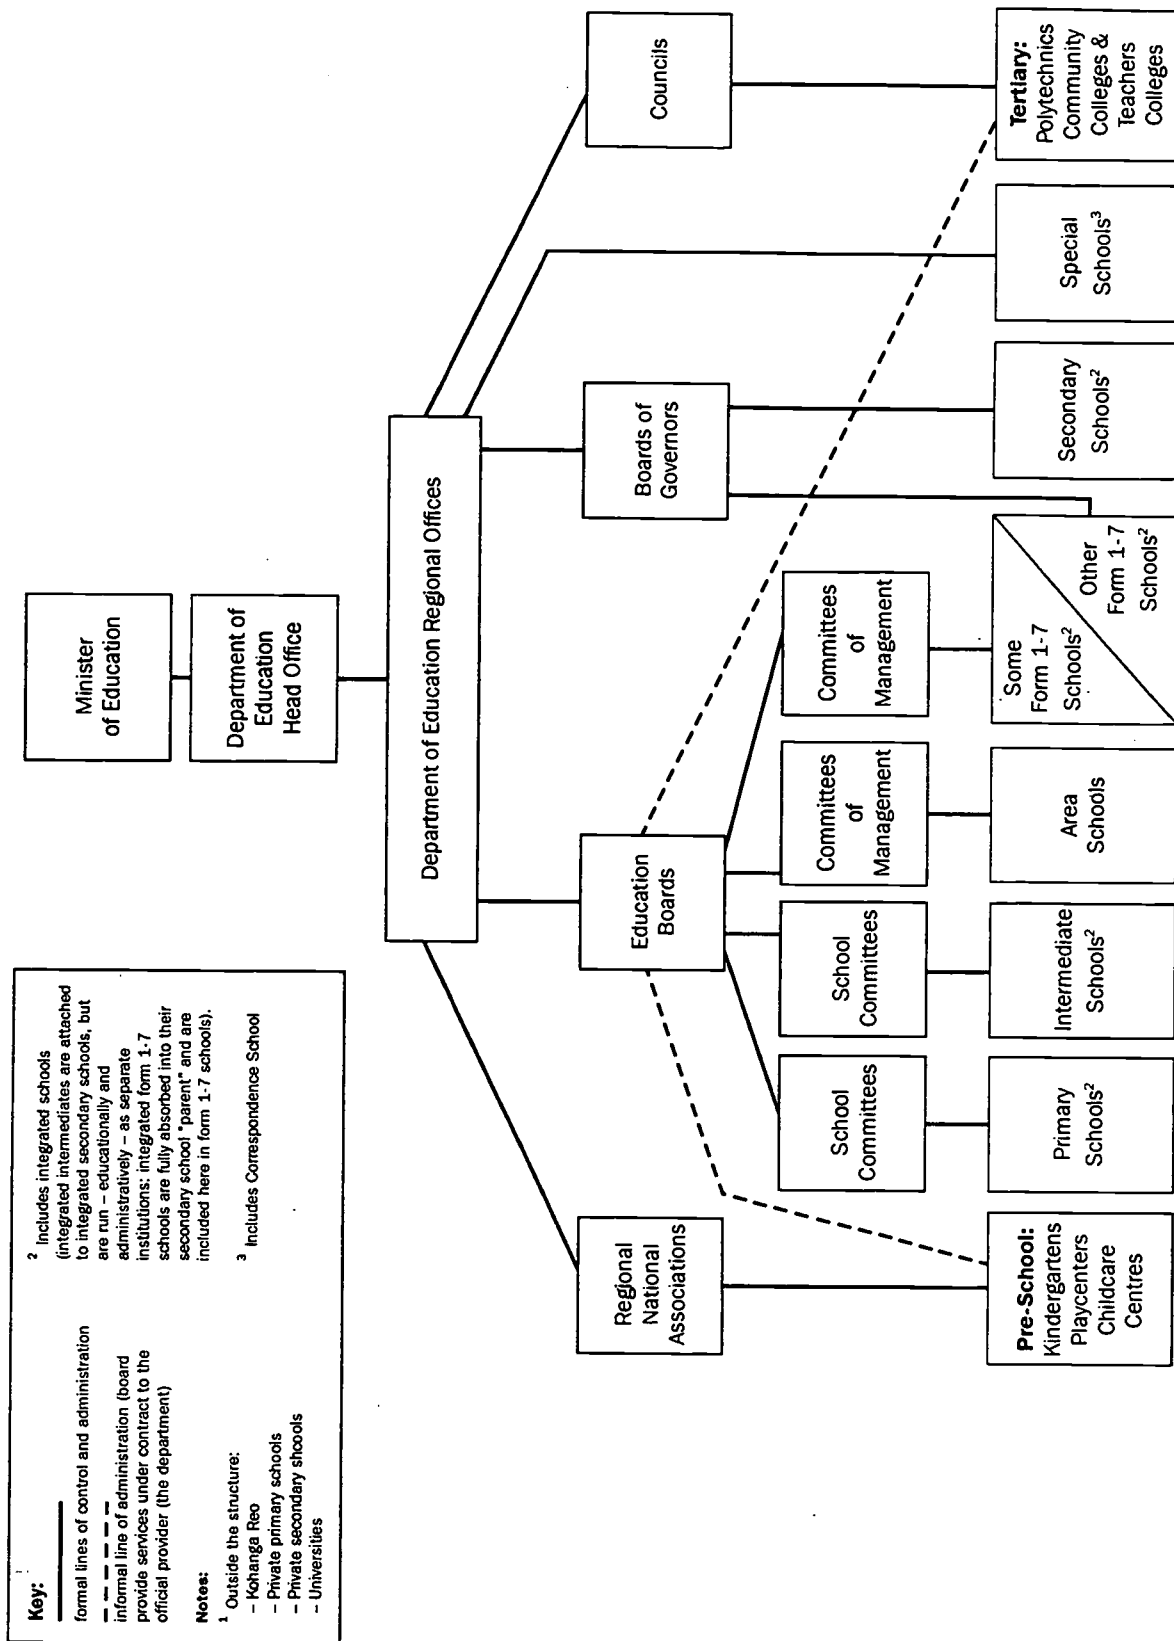 Key:
formal lines of control and administration
informal line of administration (board
provide services under contract to the
official provider (the department)
Notes:
¹ Outside the structure:
– Kohanga Reo
– Private primary schools
– Private secondary shcools
– Universities
² Includes integrated schools
(integrated intermediates are attached
to integrated secondary schools, but
are run – educationally and
administratively – as separate
institutions: integrated form 1-7
schools are fully absorbed into their
secondary school "parent" and are
included here in form 1-7 schools).
³ Includes Correspondence School
Minister
of Education
Department of
Education
Head Office
Department of Education Regional Offices
Regional
National
Associations
Education
Boards
Boards of
Governors
Councils
School
Committees
School
Committees
Committees
of
Management
Committees
of
Management
Pre-School:
Kindergartens
Playcenters
Childcare
Centres
Primary
Schools²
Intermediate
Schools²
Area
Schools
Some
Form 1-7
Schools²
Other
Form 1-7
Schools²
Secondary
Schools²
Special
Schools³
Tertiary:
Polytechnics
Community
Colleges &
Teachers
Colleges